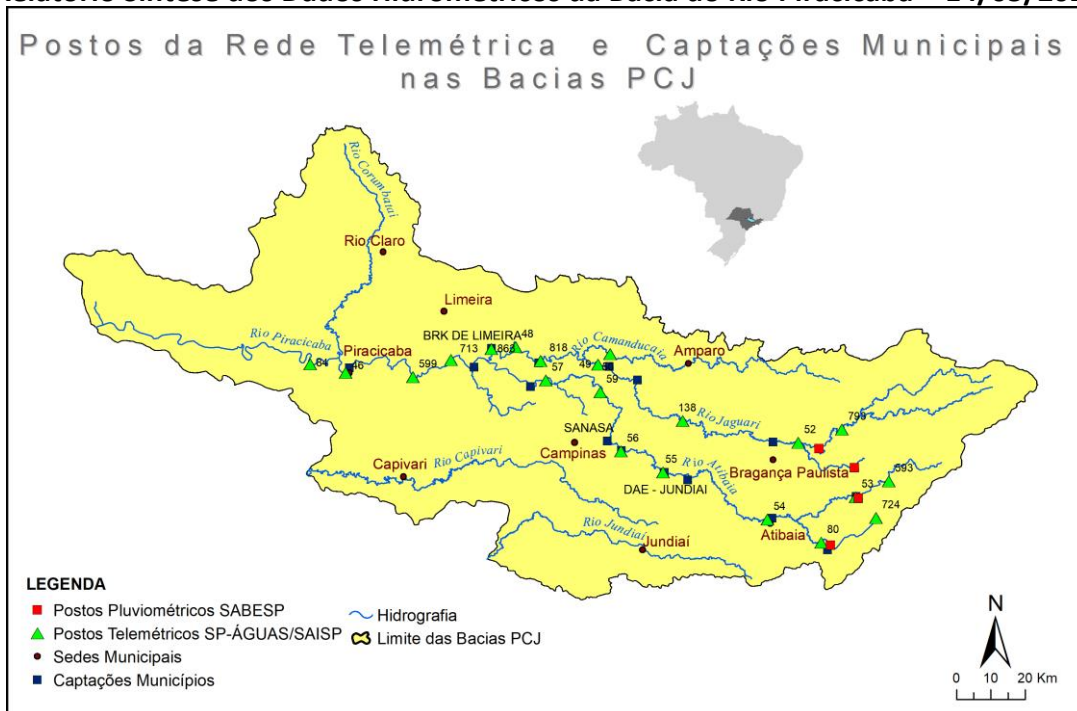 Relatório Síntese dos Dados Hidrométricos da Bacia do Rio Piracicaba
Postos da Rede Telemétrica e Captações Municipais
nas Bacias PCJ
Rio Corumbataí
Rio Claro
Limeira
BRK DE LIMEIRA
48
Rio Piracicaba
Piracicaba
713
818
Rio Camanducaia
Amparo
46
599
57
49
59
138
Rio Jaguari
52
SANASA
Campinas
56
Bragança Paulista
Capivari
Rio Capivari
55
Rio Atibaia
DAE - JUNDIAI
53
693
54
724
Rio Jundiaí
Jundiaí
Atibaia
80
LEGENDA
Postos Pluviométricos SABESP
Hidrografia
Postos Telemétricos SP-ÁGUAS/SAISP
Limite das Bacias PCJ
Sedes Municipais
Captações Municípios
N
0 10 20 Km